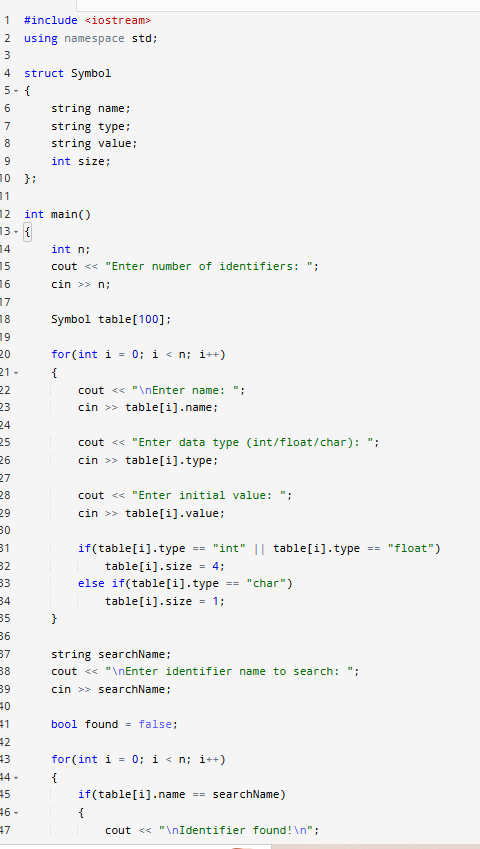 1 #include <iostream>
2 using namespace std;
3
4 struct Symbol
5 {
6 string name;
7 string type;
8 string value;
9 int size;
10 };
11
12 int main()
13 {
14 int n;
15 cout << "Enter number of identifiers: ";
16 cin >> n;
17
18 Symbol table[100];
19
20 for(int i = 0; i < n; i++)
21 {
22 cout << "\nEnter name: ";
23 cin >> table[i].name;
24
25 cout << "Enter data type (int/float/char): ";
26 cin >> table[i].type;
27
28 cout << "Enter initial value: ";
29 cin >> table[i].value;
30
31 if(table[i].type == "int" || table[i].type == "float")
32 table[i].size = 4;
33 else if(table[i].type == "char")
34 table[i].size = 1;
35 }
36
37 string searchName;
38 cout << "\nEnter identifier name to search: ";
39 cin >> searchName;
40
41 bool found = false;
42
43 for(int i = 0; i < n; i++)
44 {
45 if(table[i].name == searchName)
46 {
47 cout << "\nIdentifier found!\n";